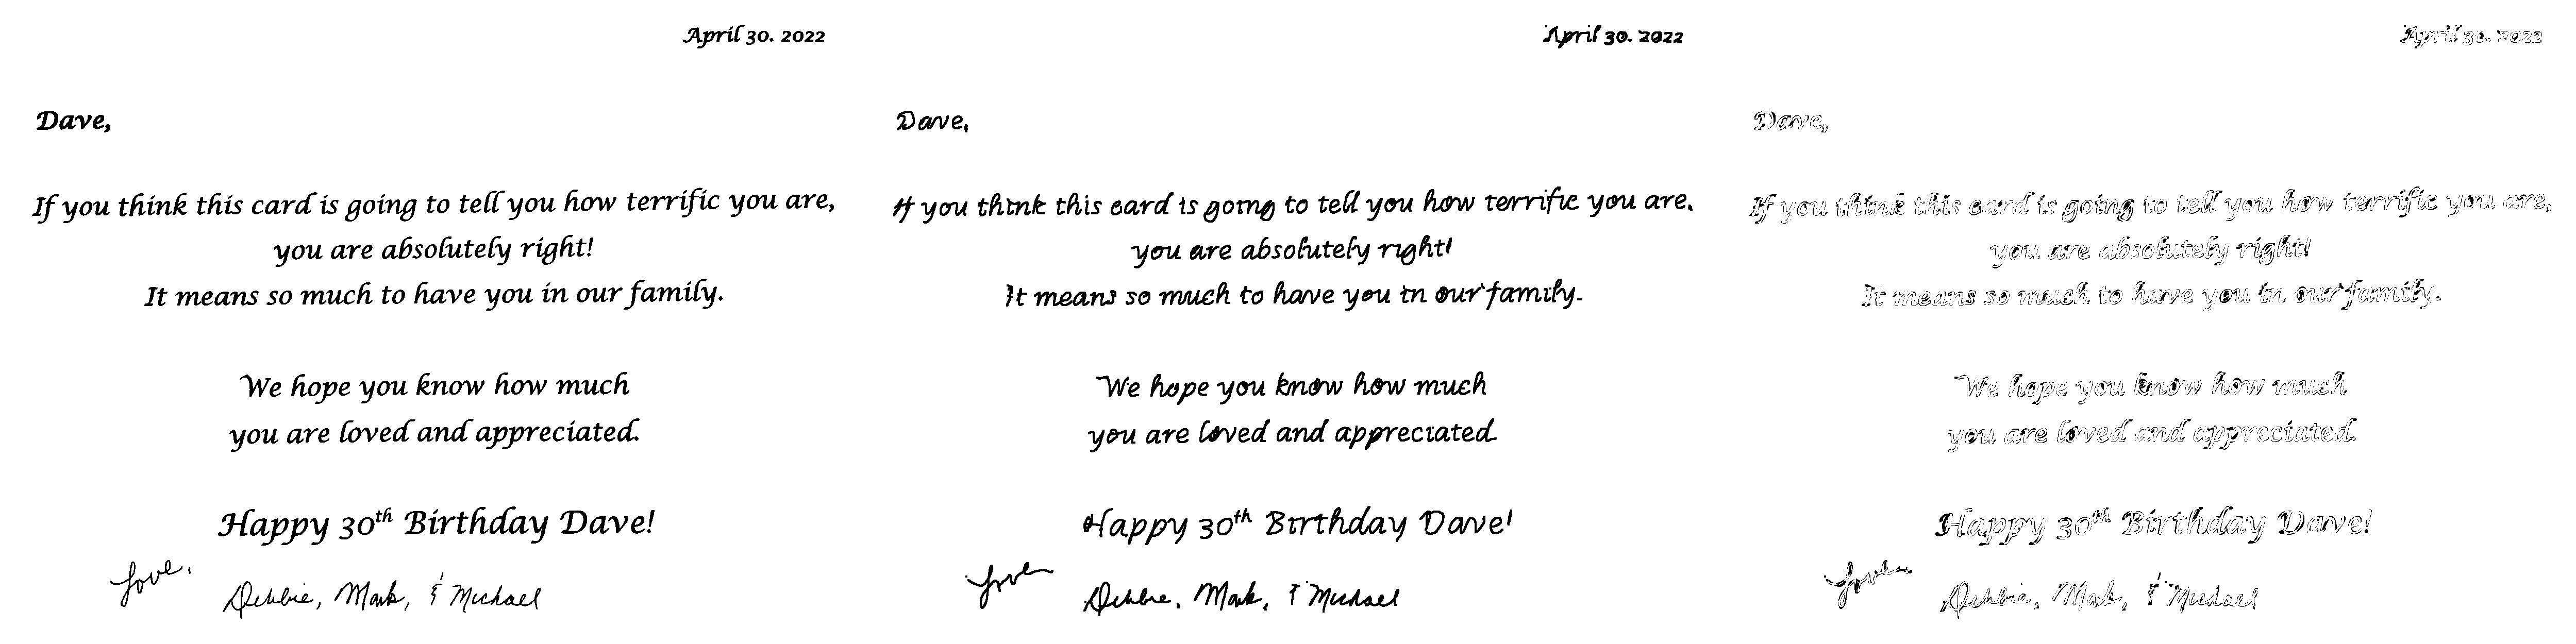 April 30. 2022
Dave,
If you think this card is going to tell you how terrific you are,
you are absolutely right!
It means so much to have you in our family.
We hope you know how much
you are loved and appreciated.
Happy 30th Birthday Dave!
Love,
Debbie, Mark, & Michael
April 30. 2022
Dave,
If you think this card is going to tell you how terrific you are.
you are absolutely right!
It means so much to have you in our family.
We hope you know how much
you are loved and appreciated.
Happy 30th Birthday Dave!
Love
Debbie, Mark, & Michael
April 30. 2022
Dave,
If you think this card is going to tell you how terrific you are,
you are absolutely right!
It means so much to have you in our family.
We hope you know how much
you are loved and appreciated.
Happy 30th Birthday Dave!
Love
Debbie, Mark, & Michael